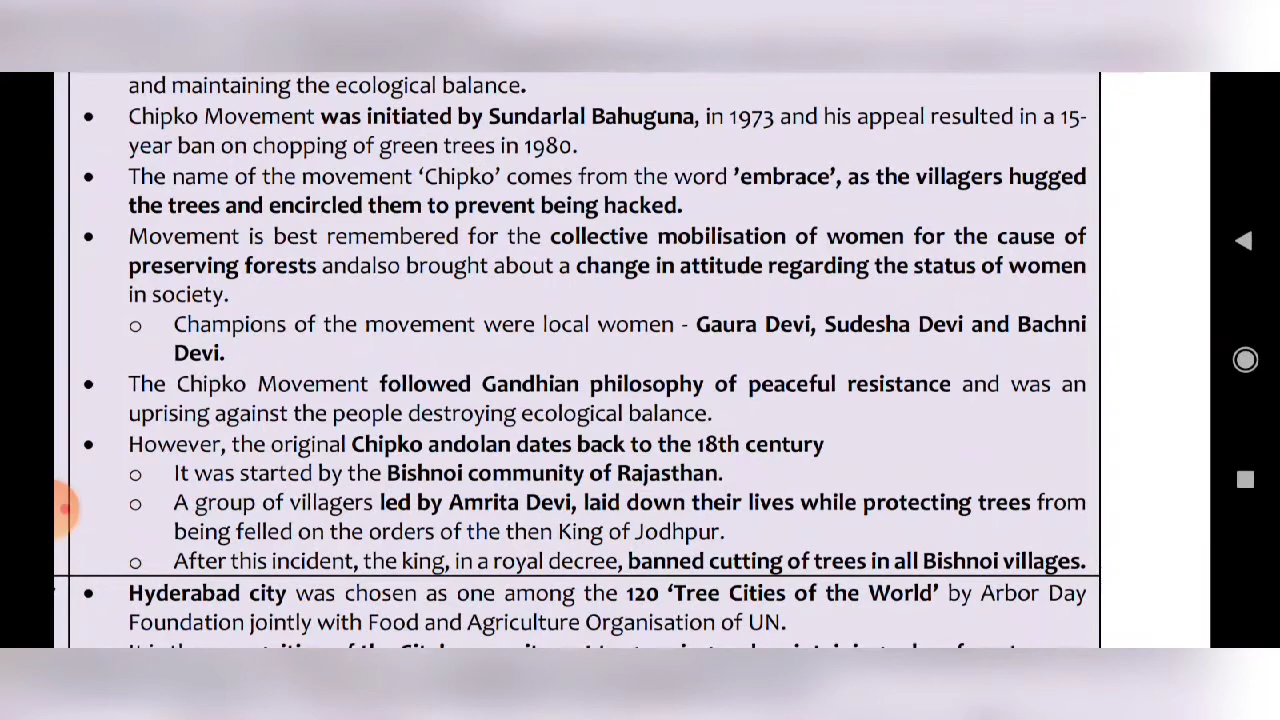 and maintaining the ecological balance.
• Chipko Movement was initiated by Sundarlal Bahuguna, in 1973 and his appeal resulted in a 15-
year ban on chopping of green trees in 1980.
• The name of the movement ‘Chipko’ comes from the word ’embrace’, as the villagers hugged
the trees and encircled them to prevent being hacked.
• Movement is best remembered for the collective mobilisation of women for the cause of
preserving forests andalso brought about a change in attitude regarding the status of women
in society.
o Champions of the movement were local women - Gaura Devi, Sudesha Devi and Bachni
Devi.
• The Chipko Movement followed Gandhian philosophy of peaceful resistance and was an
uprising against the people destroying ecological balance.
• However, the original Chipko andolan dates back to the 18th century
o It was started by the Bishnoi community of Rajasthan.
o A group of villagers led by Amrita Devi, laid down their lives while protecting trees from
being felled on the orders of the then King of Jodhpur.
o After this incident, the king, in a royal decree, banned cutting of trees in all Bishnoi villages.
• Hyderabad city was chosen as one among the 120 ‘Tree Cities of the World’ by Arbor Day
Foundation jointly with Food and Agriculture Organisation of UN.